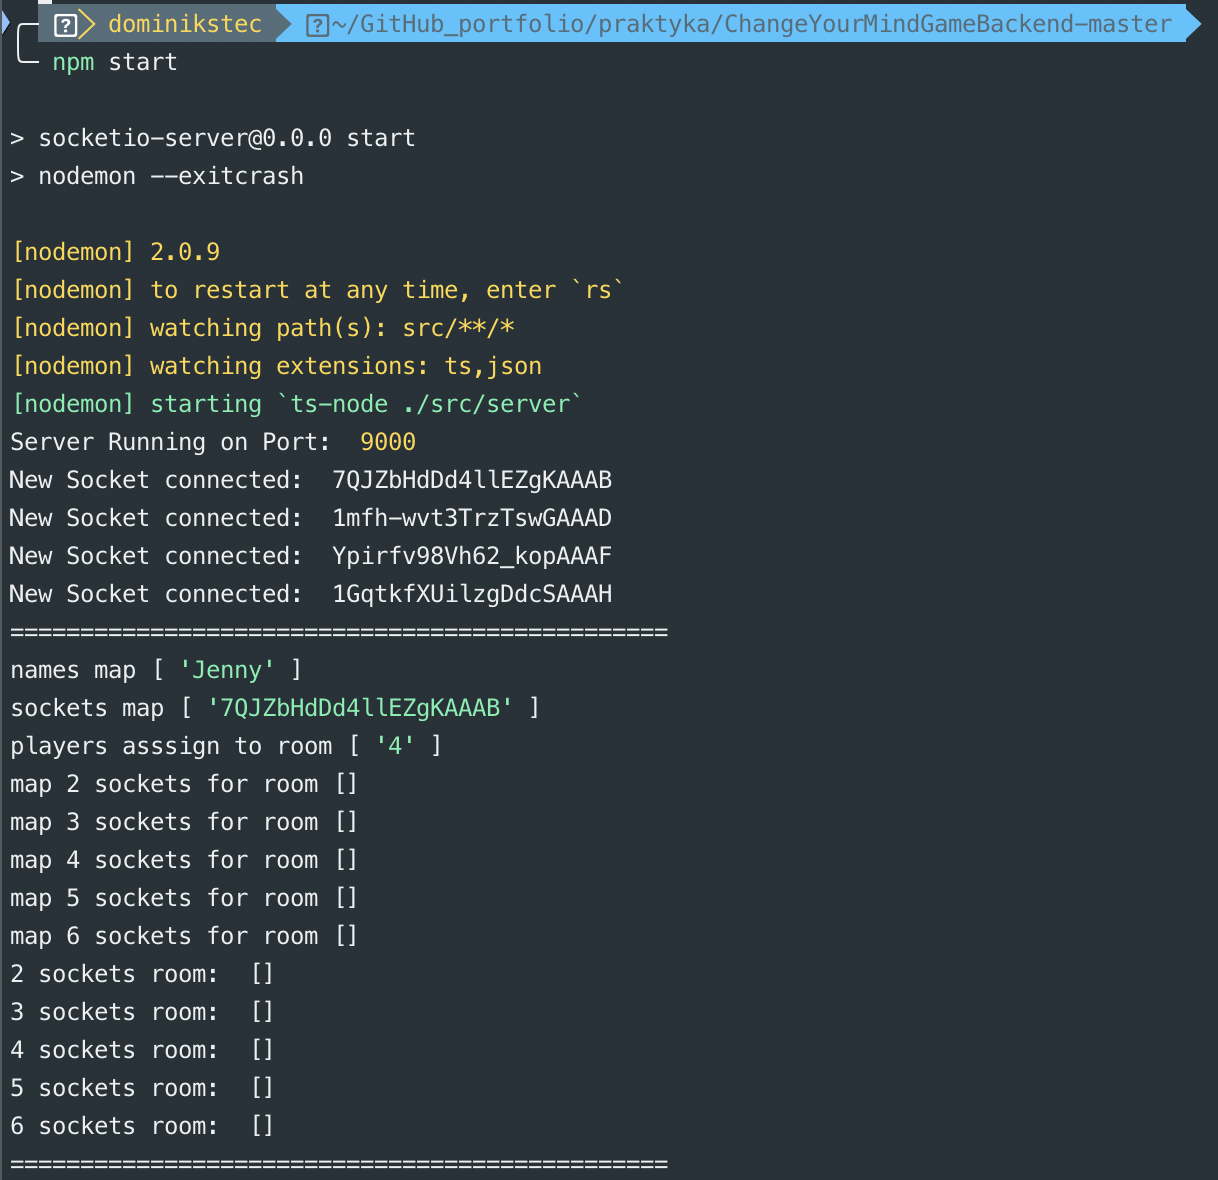 dominikstec ~/GitHub_portfolio/praktyka/ChangeYourMindGameBackend-master
npm start
> socketio-server@0.0.0 start
> nodemon --exitcrash
[nodemon] 2.0.9
[nodemon] to restart at any time, enter `rs`
[nodemon] watching path(s): src/**/*
[nodemon] watching extensions: ts,json
[nodemon] starting `ts-node ./src/server`
Server Running on Port:  9000
New Socket connected:  7QJZbHdDd4llEZgKAAAB
New Socket connected:  1mfh-wvt3TrzTswGAAAD
New Socket connected:  Ypirfv98Vh62_kopAAAF
New Socket connected:  1GqtkfXUilzgDdcSAAAH
===============================================
names map [ 'Jenny' ]
sockets map [ '7QJZbHdDd4llEZgKAAAB' ]
players asssign to room [ '4' ]
map 2 sockets for room []
map 3 sockets for room []
map 4 sockets for room []
map 5 sockets for room []
map 6 sockets for room []
2 sockets room:  []
3 sockets room:  []
4 sockets room:  []
5 sockets room:  []
6 sockets room:  []
===============================================